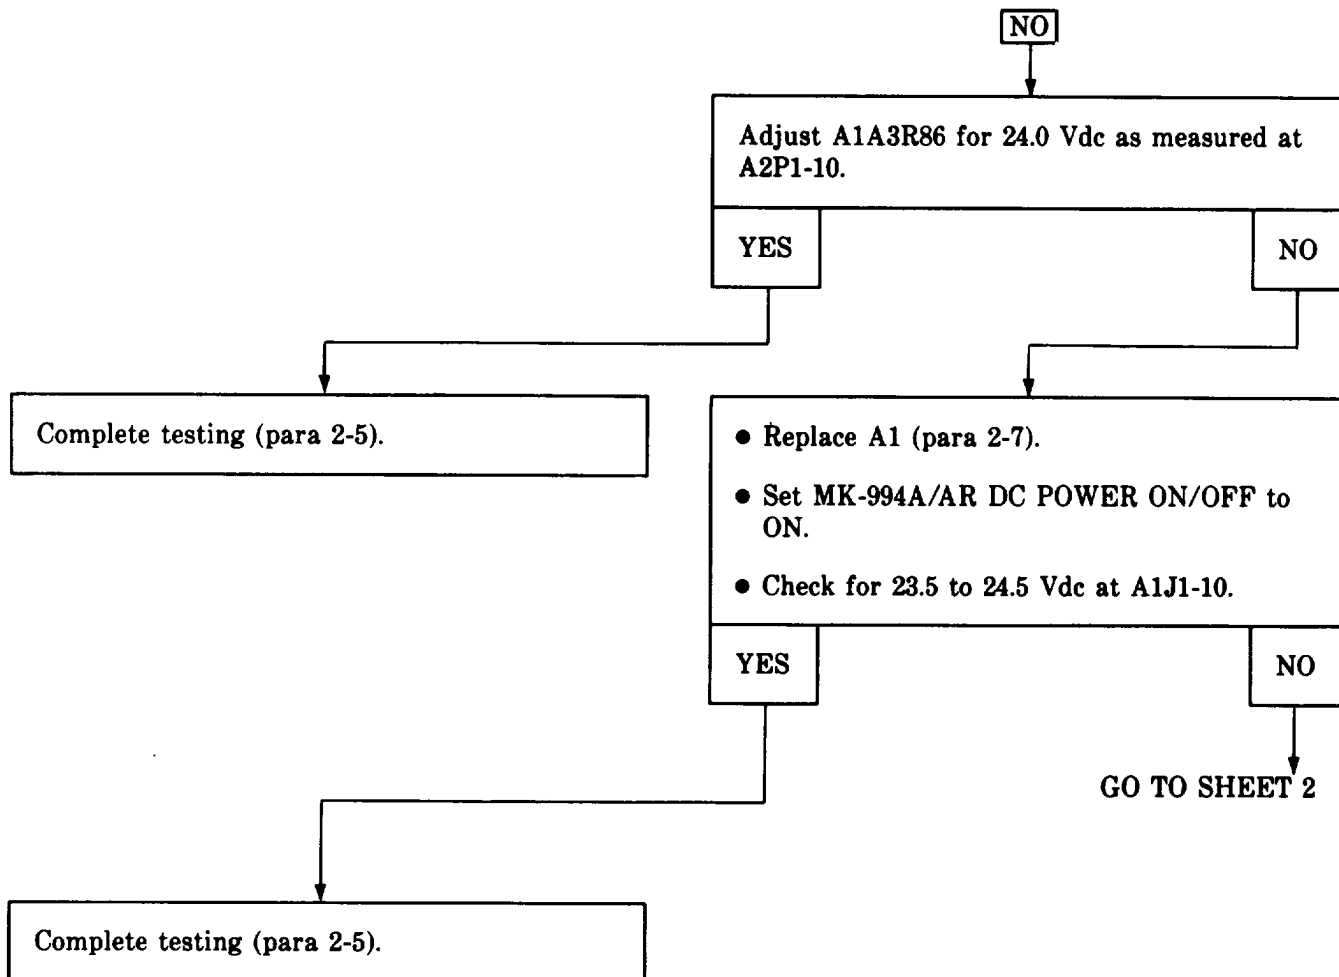 NO
Adjust A1A3R86 for 24.0 Vdc as measured at
A2P1-10.
YES
NO
Complete testing (para 2-5).
● Replace A1 (para 2-7).
● Set MK-994A/AR DC POWER ON/OFF to
ON.
● Check for 23.5 to 24.5 Vdc at A1J1-10.
YES
NO
GO TO SHEET 2
Complete testing (para 2-5).